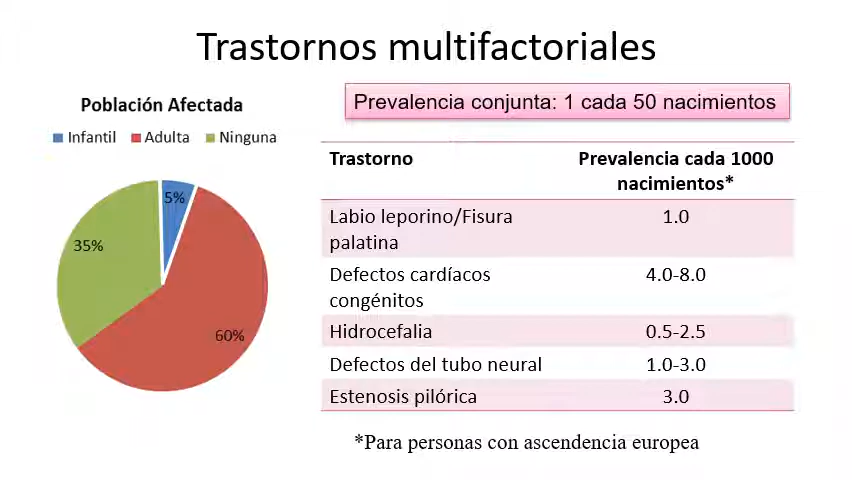 Trastornos multifactoriales
Población Afectada
Infantil Adulta Ninguna
5%
35%
60%
Prevalencia conjunta: 1 cada 50 nacimientos
Trastorno Prevalencia cada 1000
nacimientos*
Labio leporino/Fisura 1.0
palatina
Defectos cardíacos 4.0-8.0
congénitos
Hidrocefalia 0.5-2.5
Defectos del tubo neural 1.0-3.0
Estenosis pilórica 3.0
*Para personas con ascendencia europea